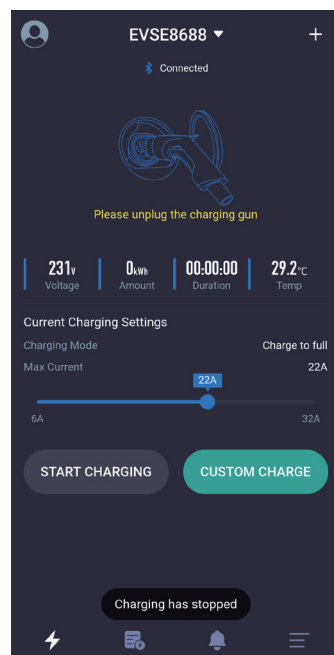 EVSE8688
Connected
Please unplug the charging gun
231v 0kWh 00:00:00 29.2°C
Voltage Amount Duration Temp
Current Charging Settings
Charging Mode Charge to full
Max Current 22A
22A
6A 32A
START CHARGING CUSTOM CHARGE
Charging has stopped